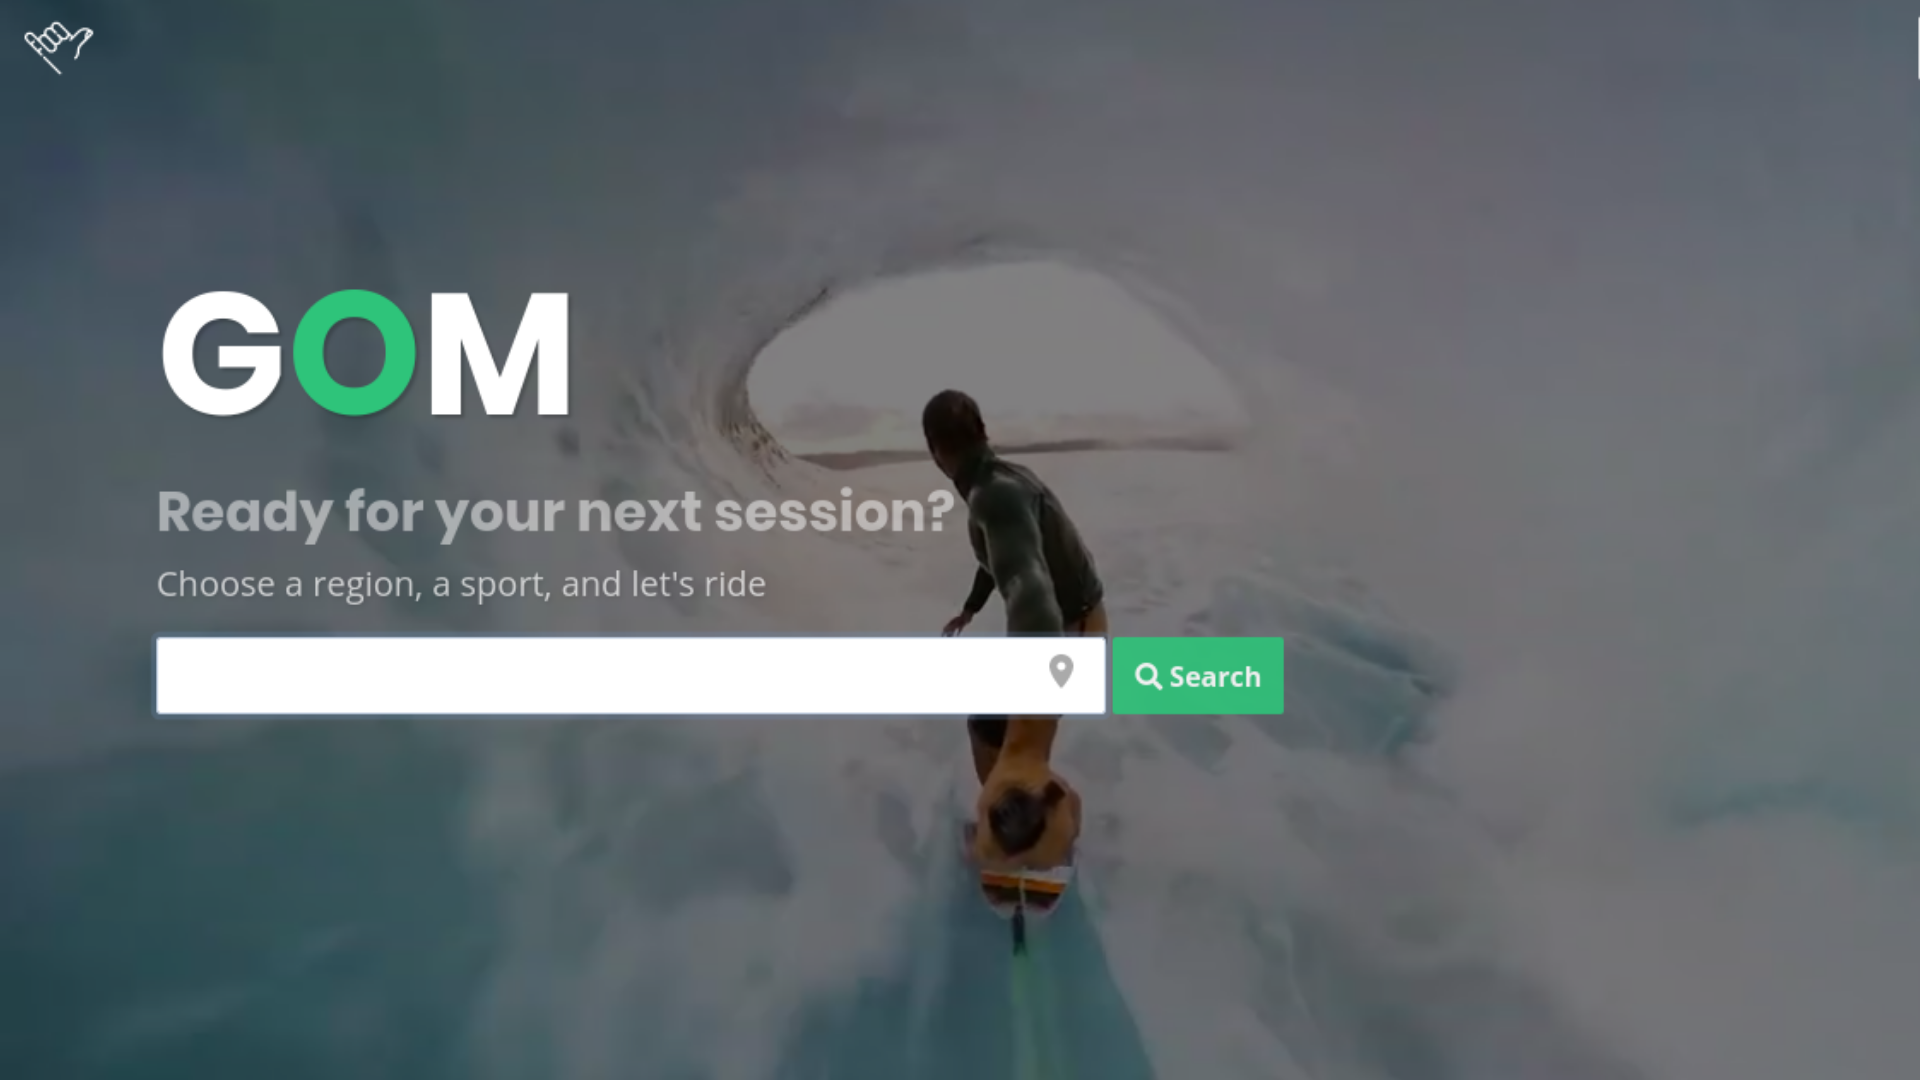 GOM
Ready for your next session?
Choose a region, a sport, and let's ride
Search